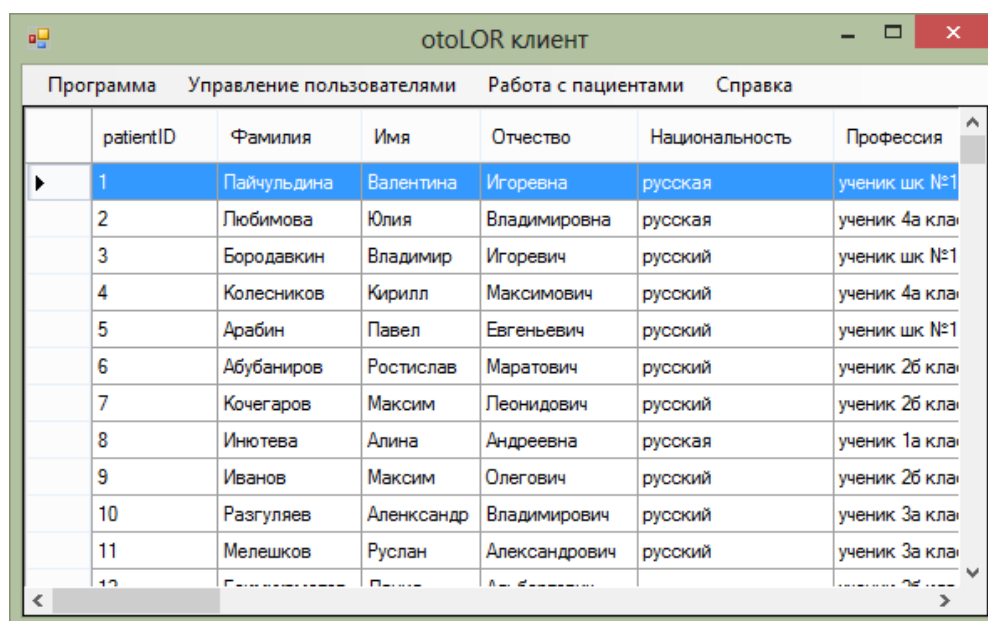 otoLOR клиент
Программа Управление пользователями Работа с пациентами Справка
patientID Фамилия Имя Отчество Национальность Профессия
1 Пайчульдина Валентина Игоревна русская ученик шк №1
2 Любимова Юлия Владимировна русская ученик 4а клас
3 Бородавкин Владимир Игоревич русский ученик шк №1
4 Колесников Кирилл Максимович русский ученик 4а клас
5 Арабин Павел Евгеньевич русский ученик шк №1
6 Абубаниров Ростислав Маратович русский ученик 2б клас
7 Кочегаров Максим Леонидович русский ученик 2б клас
8 Инютева Алина Андреевна русская ученик 1а клас
9 Иванов Максим Олегович русский ученик 2б клас
10 Разгуляев Аленксандр Владимирович русский ученик 3а клас
11 Мелешков Руслан Александрович русский ученик 3а клас
12